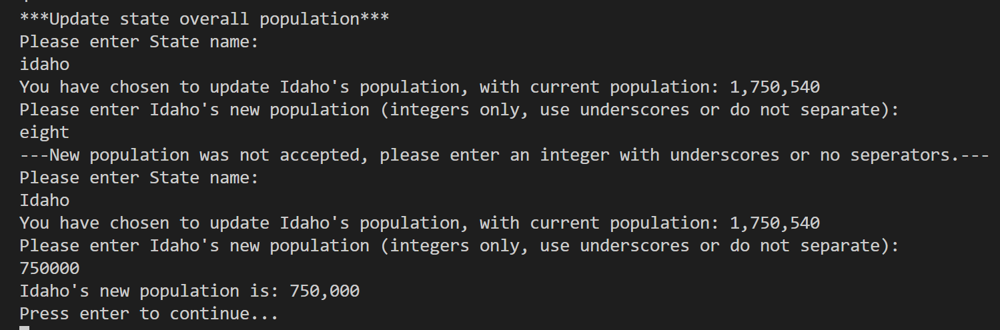 ***Update state overall population***
Please enter State name:
idaho
You have chosen to update Idaho's population, with current population: 1,750,540
Please enter Idaho's new population (integers only, use underscores or do not separate):
eight
---New population was not accepted, please enter an integer with underscores or no seperators.---
Please enter State name:
Idaho
You have chosen to update Idaho's population, with current population: 1,750,540
Please enter Idaho's new population (integers only, use underscores or do not separate):
750000
Idaho's new population is: 750,000
Press enter to continue...